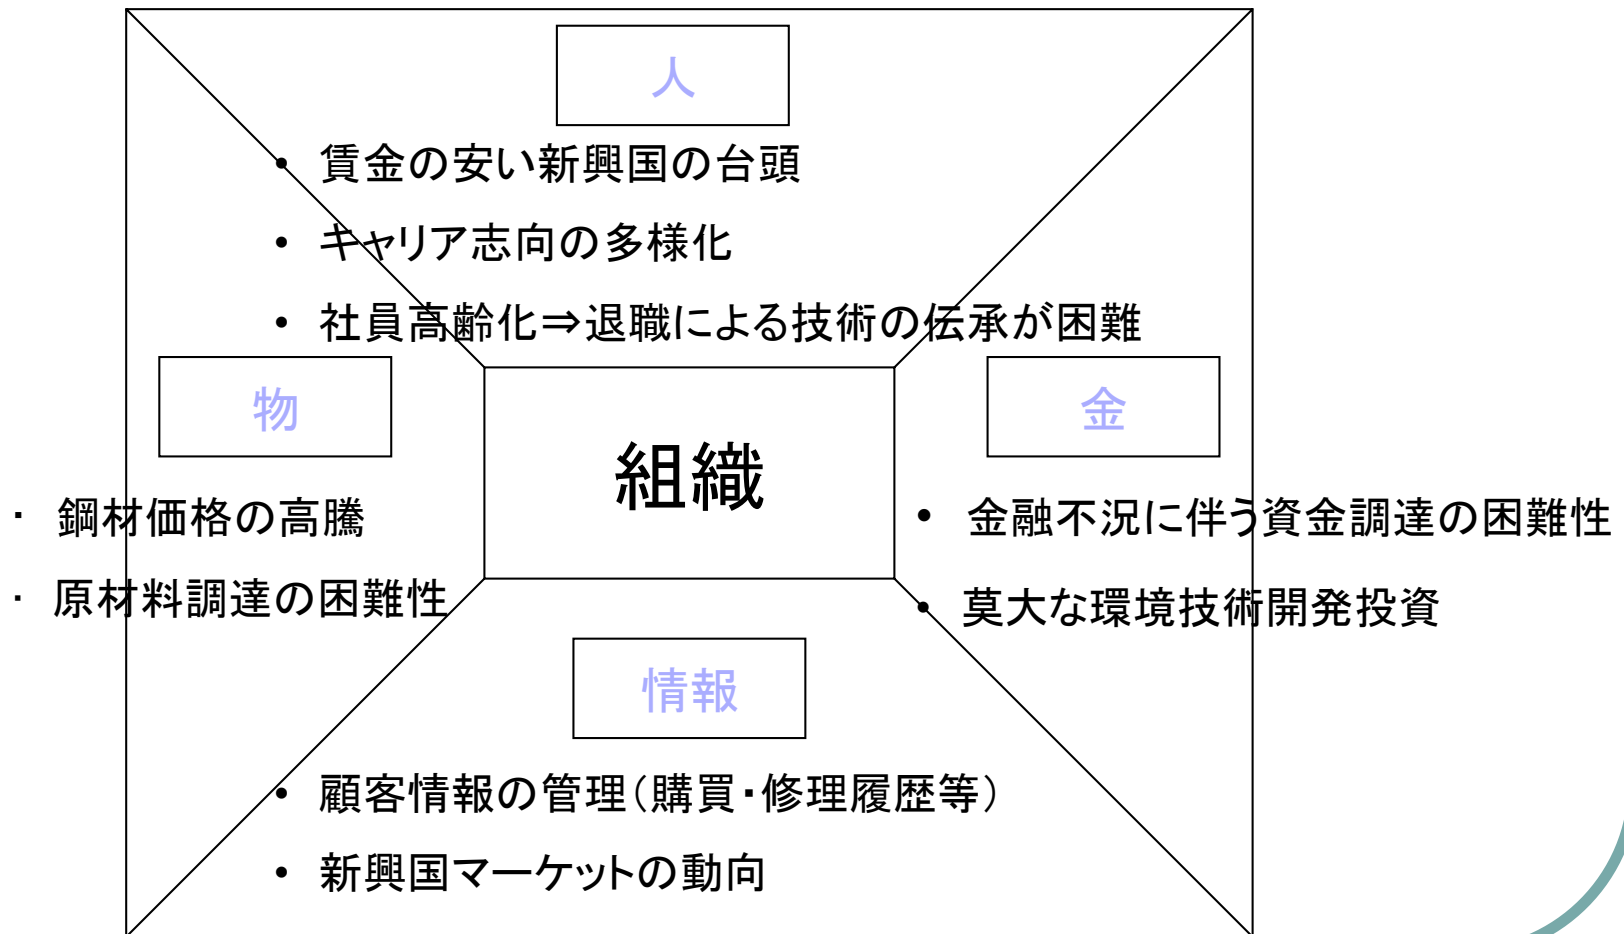 人
• 賃金の安い新興国の台頭
• キャリア志向の多様化
• 社員高齢化⇒退職による技術の伝承が困難
物
・ 鋼材価格の高騰
・ 原材料調達の困難性
組織
金
• 金融不況に伴う資金調達の困難性
• 莫大な環境技術開発投資
情報
• 顧客情報の管理（購買・修理履歴等）
• 新興国マーケットの動向